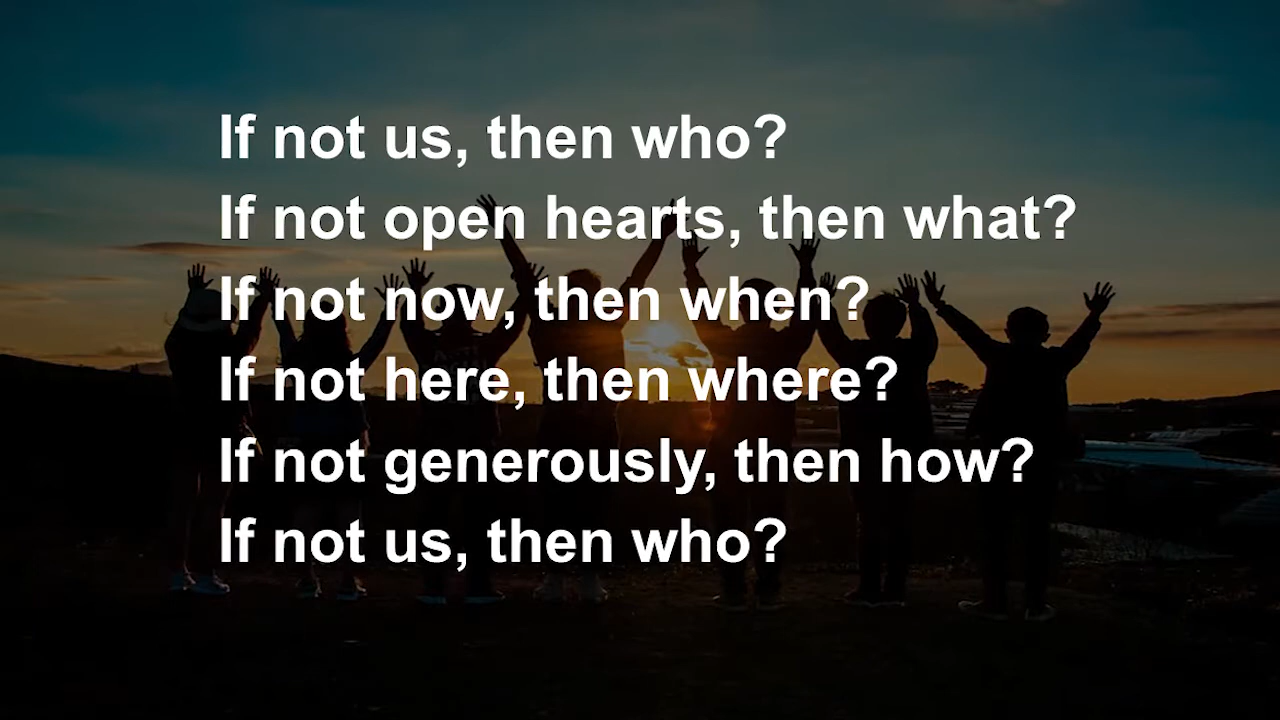 If not us, then who?
If not open hearts, then what?
If not now, then when?
If not here, then where?
If not generously, then how?
If not us, then who?